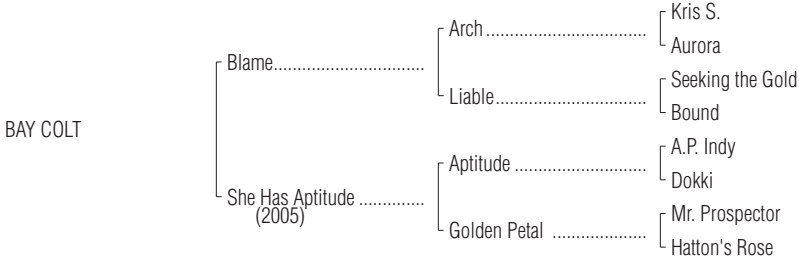 Kris S.
Arch ................................
Aurora
Blame..............................
Seeking the Gold
Liable..............................
Bound
BAY COLT
A.P. Indy
Aptitude ..........................
Dokki
She Has Aptitude .............
(2005)
Mr. Prospector
Golden Petal ...................
Hatton's Rose